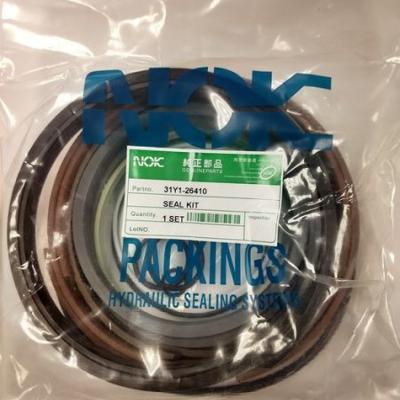 NOK
NOK 純正部品
GENUINEPARTS
Partno. 31Y1-26410
SEAL KIT
Quantity 1 SET Inspector
LotNO.
PACKINGS
HYDRAULIC SEALING SYSTEMS